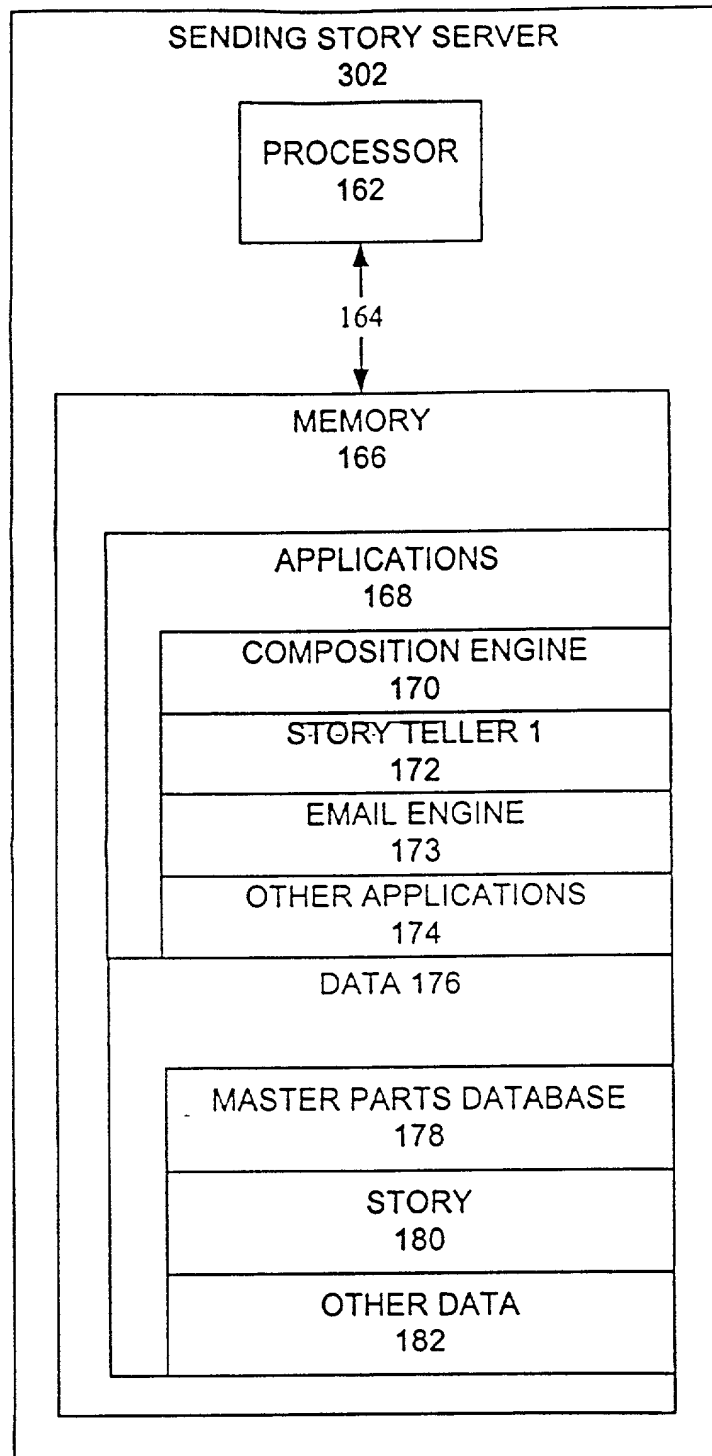 SENDING STORY SERVER
302
PROCESSOR
162
164
MEMORY
166
APPLICATIONS
168
COMPOSITION ENGINE
170
STORY TELLER 1
172
EMAIL ENGINE
173
OTHER APPLICATIONS
174
DATA 176
MASTER PARTS DATABASE
178
STORY
180
OTHER DATA
182